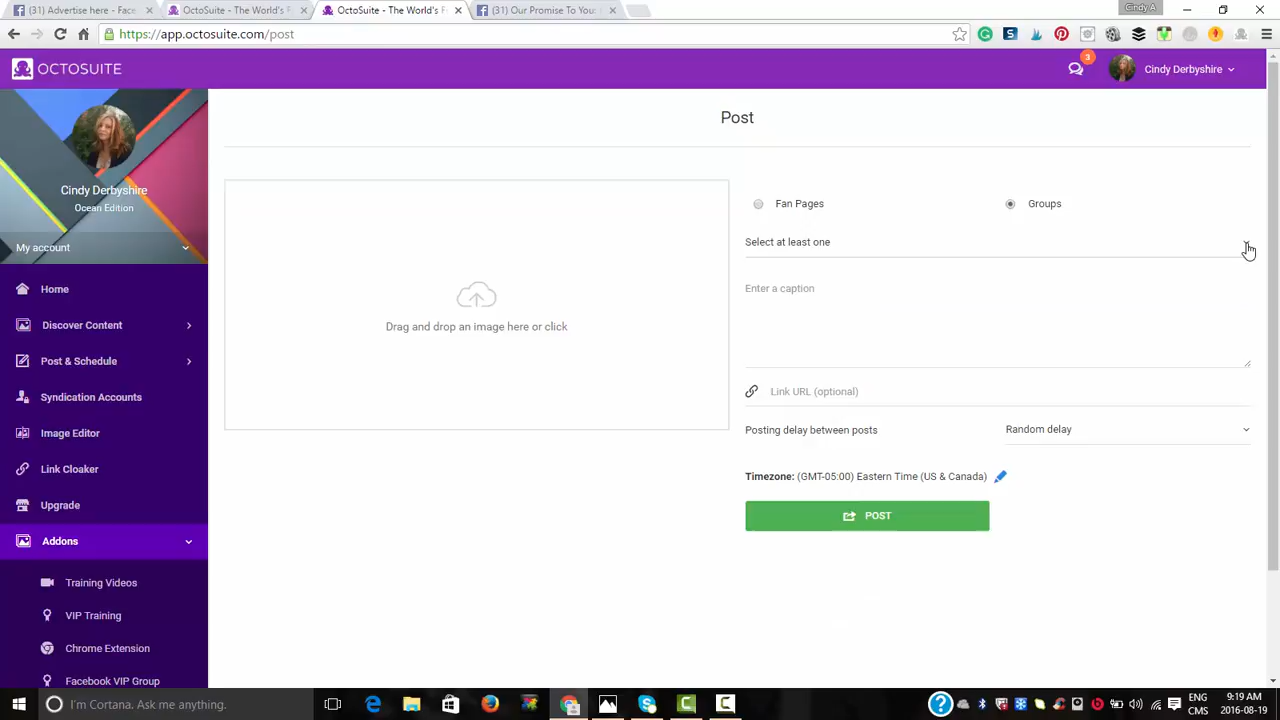 (31) Advertise here - Face
OctoSuite - The World's F
OctoSuite - The World's F
(31) Our Promise To Your
Cindy A
https://app.octosuite.com/post
OCTOSUITE
3
Cindy Derbyshire
Post
Cindy Derbyshire
Ocean Edition
My account
Home
Discover Content
Post & Schedule
Syndication Accounts
Image Editor
Link Cloaker
Upgrade
Addons
Training Videos
VIP Training
Chrome Extension
Facebook VIP Group
Drag and drop an image here or click
Fan Pages
Groups
Select at least one
Enter a caption
Link URL (optional)
Posting delay between posts
Random delay
Timezone: (GMT-05:00) Eastern Time (US & Canada)
POST
I'm Cortana. Ask me anything.
ENG
CMS
9:19 AM
2016-08-19